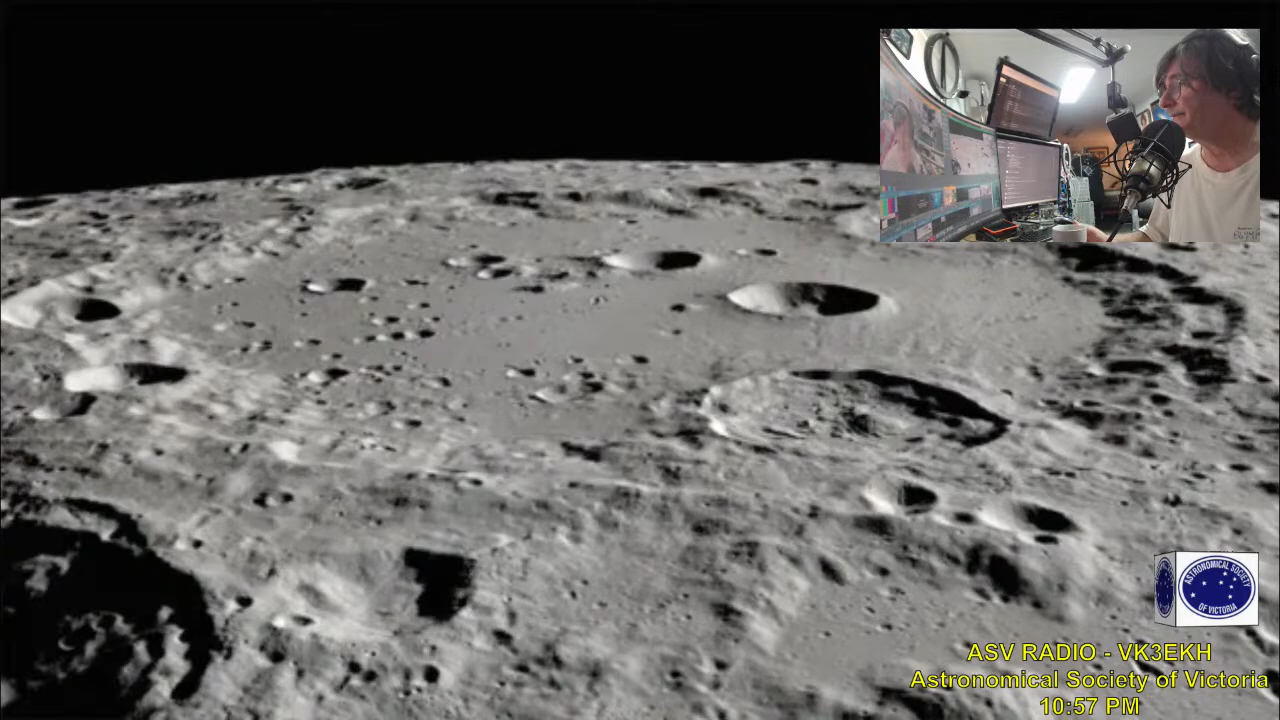 ASTRONOMICAL SOCIETY
OF VICTORIA
ASV RADIO - VK3EKH
Astronomical Society of Victoria
10:57 PM